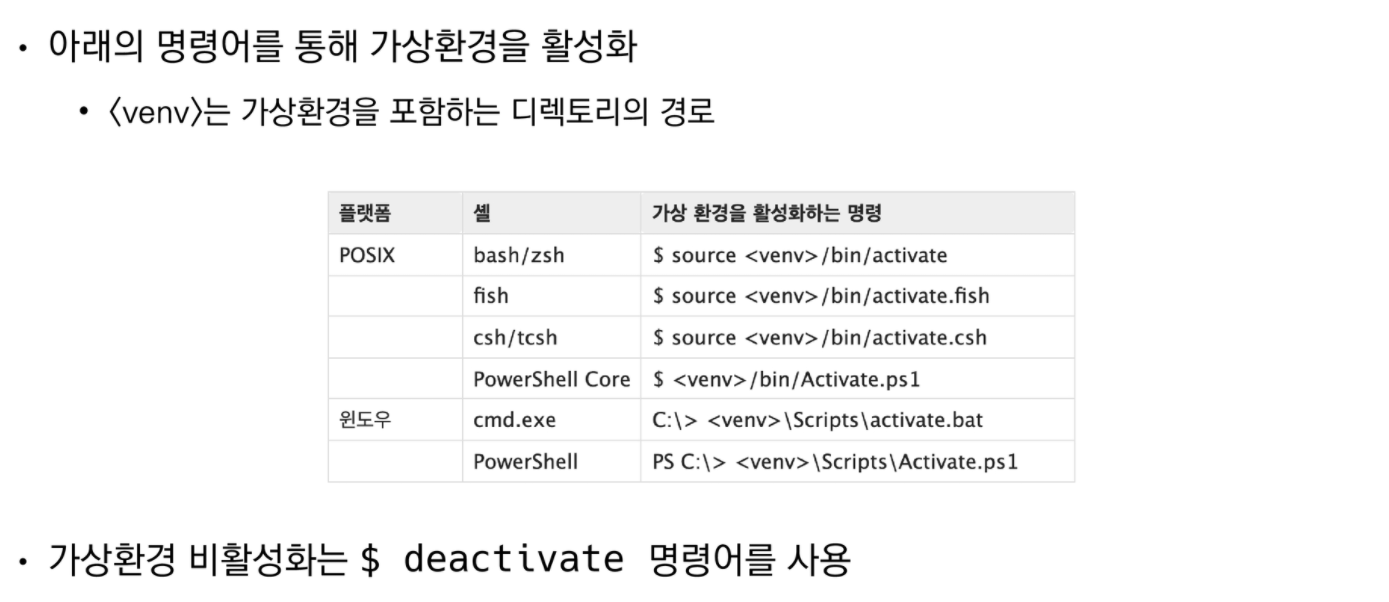 • 아래의 명령어를 통해 가상환경을 활성화
• 〈venv〉는 가상환경을 포함하는 디렉토리의 경로
플랫폼 셸 가상 환경을 활성화하는 명령
POSIX bash/zsh $ source <venv>/bin/activate
fish $ source <venv>/bin/activate.fish
csh/tcsh $ source <venv>/bin/activate.csh
PowerShell Core $ <venv>/bin/Activate.ps1
윈도우 cmd.exe C:\> <venv>\Scripts\activate.bat
PowerShell PS C:\> <venv>\Scripts\Activate.ps1
• 가상환경 비활성화는 $ deactivate 명령어를 사용